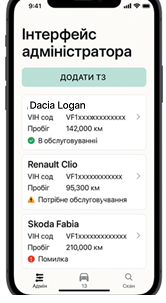 9:41
Інтерфейс
адміністратора
ДОДАТИ ТЗ
Dacia Logan
VIH сод VF1xxxxxxxxxxxx
Пробіг 142,000 км
В обслуговуванні
Renault Clio
VIH сод VF1xxxxxxxxxxxxx
Пробіг 95,300 км
Потрібне обслуговування
Skoda Fabia
VIH сод VF1xxxxxxxxxxxxx
Пробіг 210,000 км
Помилка
Адмін ТЗ Скан